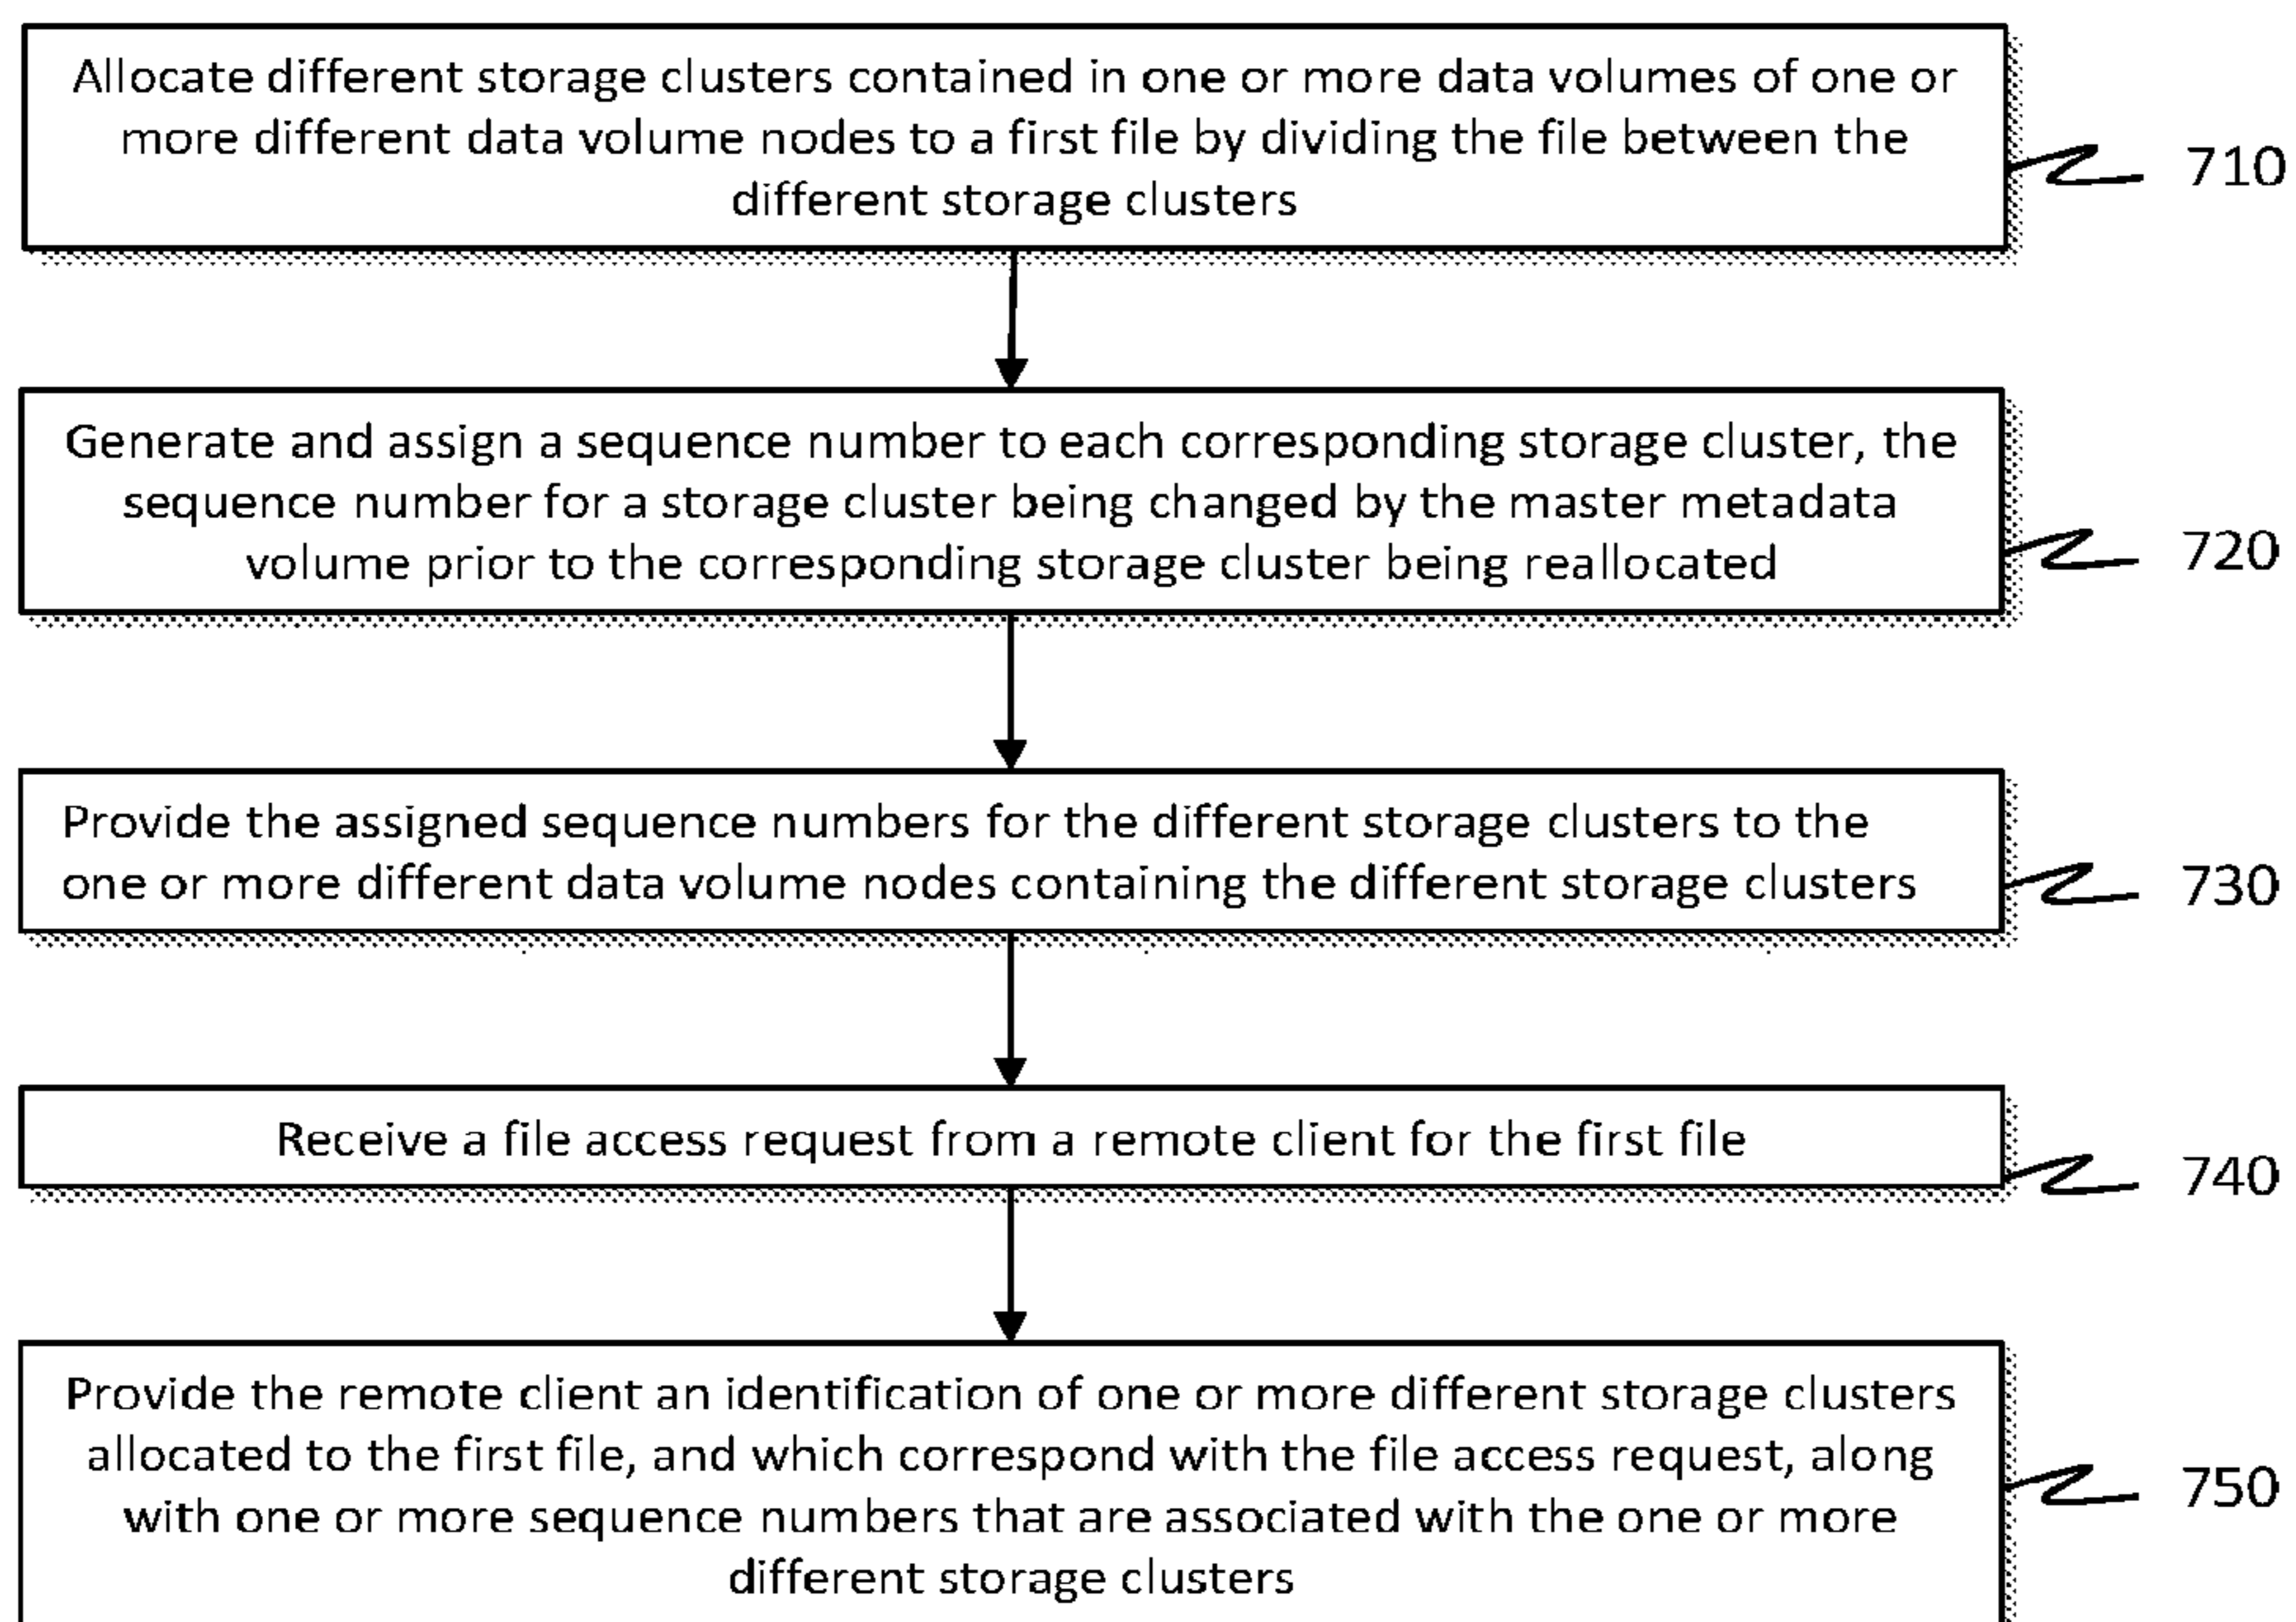 Allocate different storage clusters contained in one or more data volumes of one or
more different data volume nodes to a first file by dividing the file between the
different storage clusters
710
Generate and assign a sequence number to each corresponding storage cluster, the
sequence number for a storage cluster being changed by the master metadata
volume prior to the corresponding storage cluster being reallocated
720
Provide the assigned sequence numbers for the different storage clusters to the
one or more different data volume nodes containing the different storage clusters
730
Receive a file access request from a remote client for the first file
740
Provide the remote client an identification of one or more different storage clusters
allocated to the first file, and which correspond with the file access request, along
with one or more sequence numbers that are associated with the one or more
different storage clusters
750